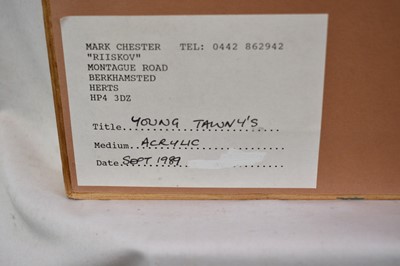 MARK CHESTER TEL: 0442 862942
"RIISKOV"
MONTAGUE ROAD
BERKHAMSTED
HERTS
HP4 3DZ
Title. YOUNG TAWNY'S
Medium. ACRYLIC
Date. SEPT 1989